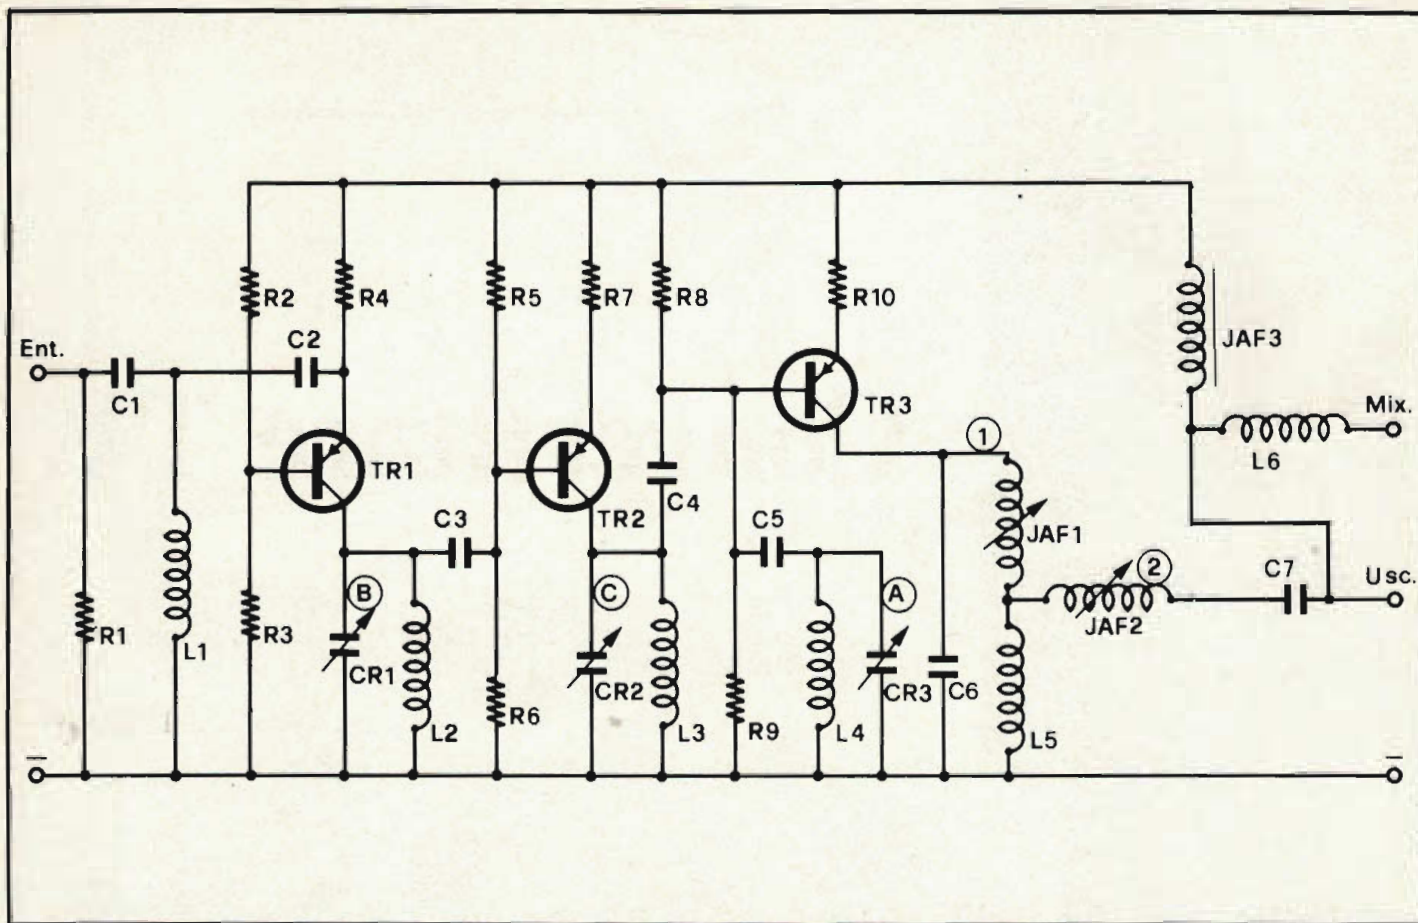 R2
R4
R5
R7
R8
R10
Ent.
C2
JAF3
C1
TR3
Mix.
TR1
1
L6
C4
C3
TR2
C5
JAF1
B
C
A
2
C7
Usc.
R1
L1
R3
JAF2
CR1
CR2
CR3
C6
R6
L2
L3
R9
L4
L5
–
–